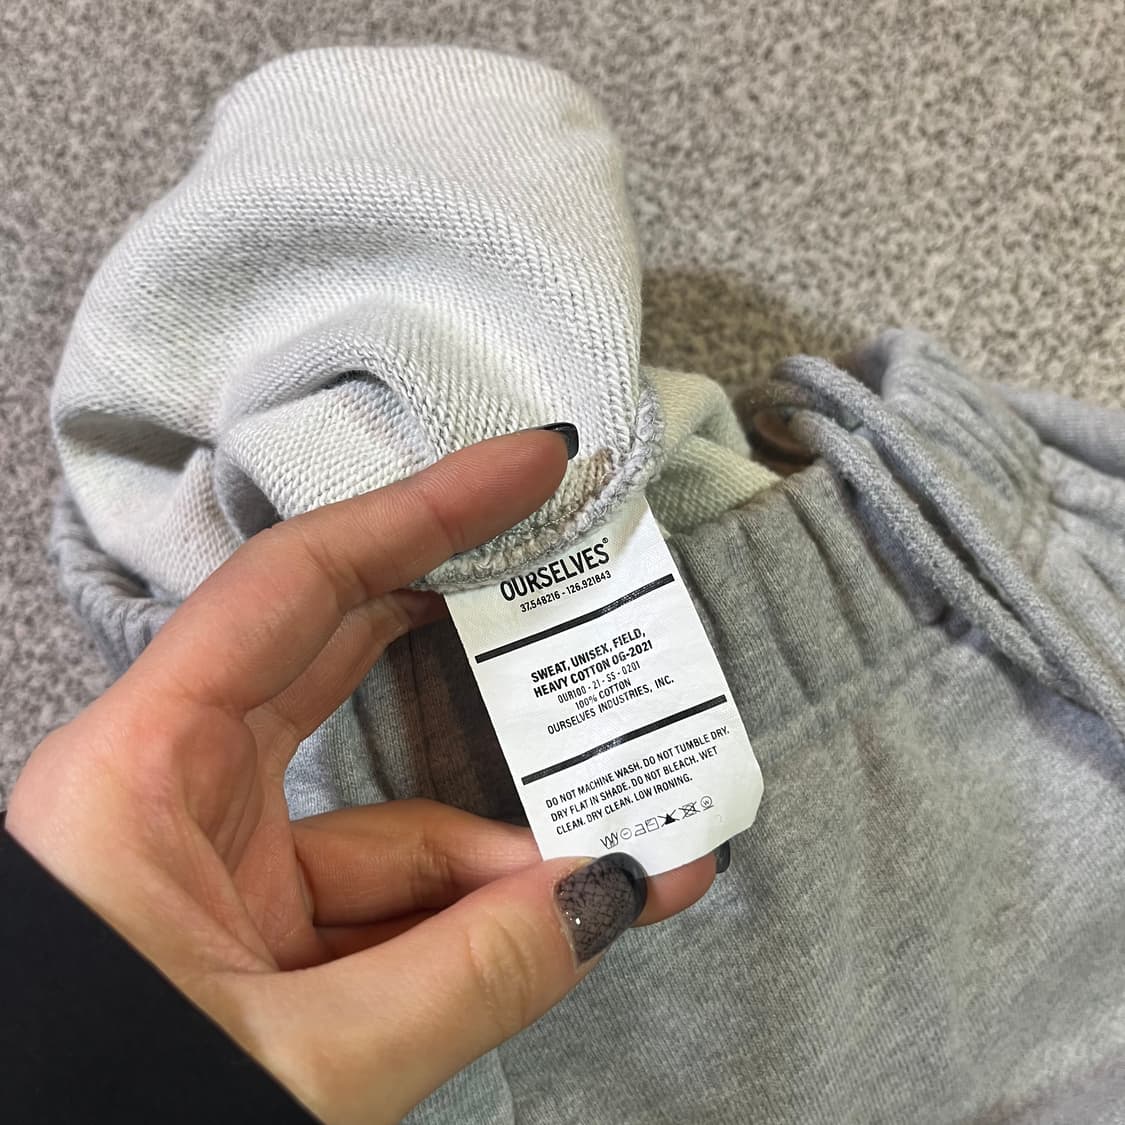 OURSELVES®
37.548216 - 126.921843
SWEAT, UNISEX, FIELD,
HEAVY COTTON OG-2021
OUR100 - 21 - SS - 0201
100% COTTON
OURSELVES INDUSTRIES, INC.
DO NOT MACHINE WASH. DO NOT TUMBLE DRY.
DRY FLAT IN SHADE. DO NOT BLEACH. WET
CLEAN. DRY CLEAN. LOW IRONING.